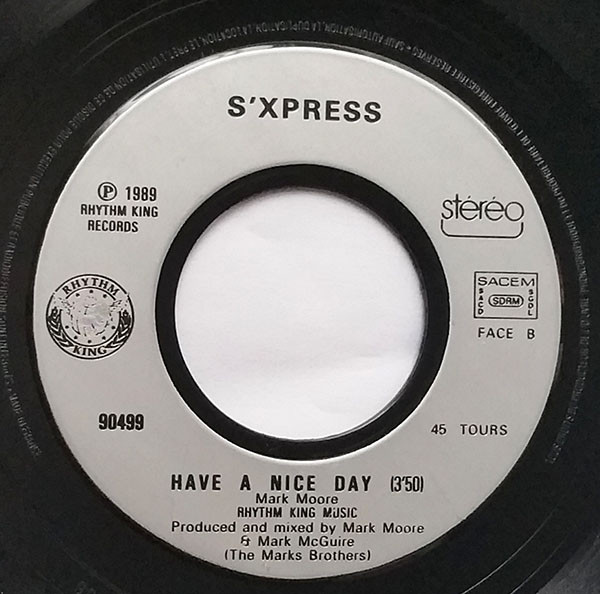 S'XPRESS
Ⓟ 1989
RHYTHM KING
RECORDS
stéréo
RHYTHM
KING
SACEM
SACD
SDRM
SGDL
FACE B
90499
45 TOURS
HAVE A NICE DAY (3'50)
Mark Moore
RHYTHM KING MUSIC
Produced and mixed by Mark Moore
& Mark McGuire
(The Marks Brothers)